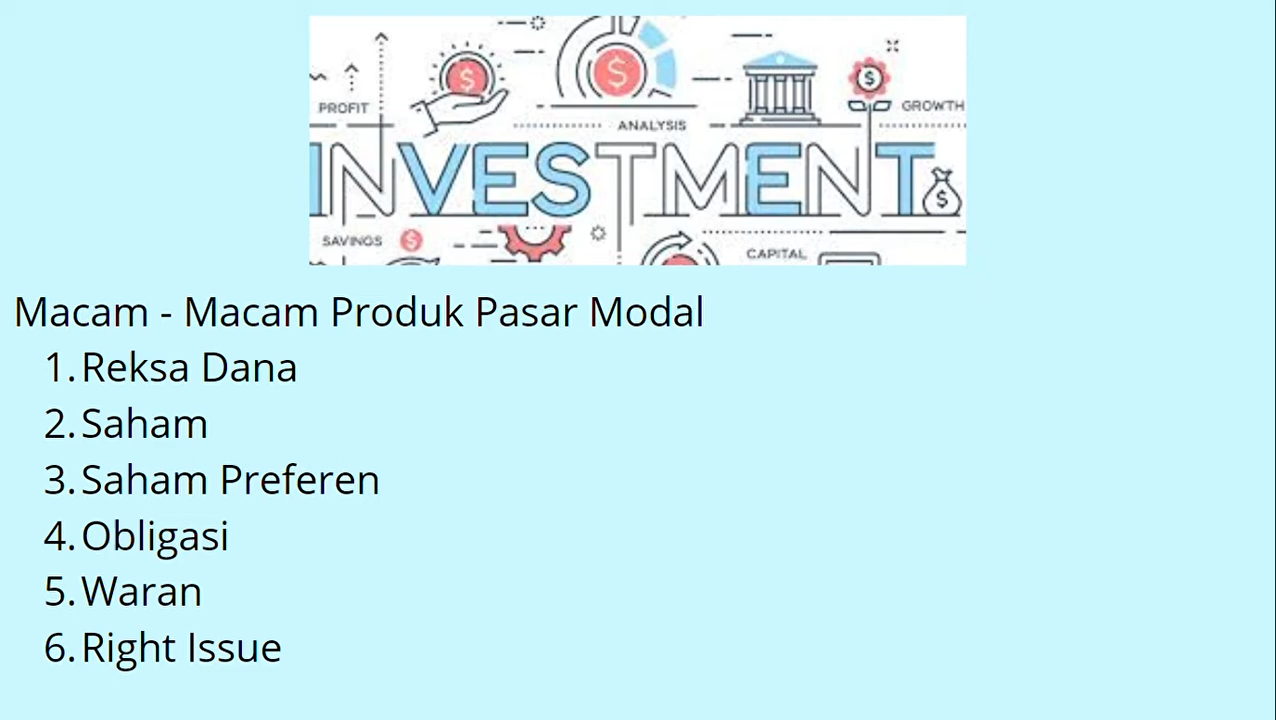 PROFIT
ANALYSIS
GROWTH
INVESTMENT
SAVINGS
CAPITAL
Macam - Macam Produk Pasar Modal
1. Reksa Dana
2. Saham
3. Saham Preferen
4. Obligasi
5. Waran
6. Right Issue